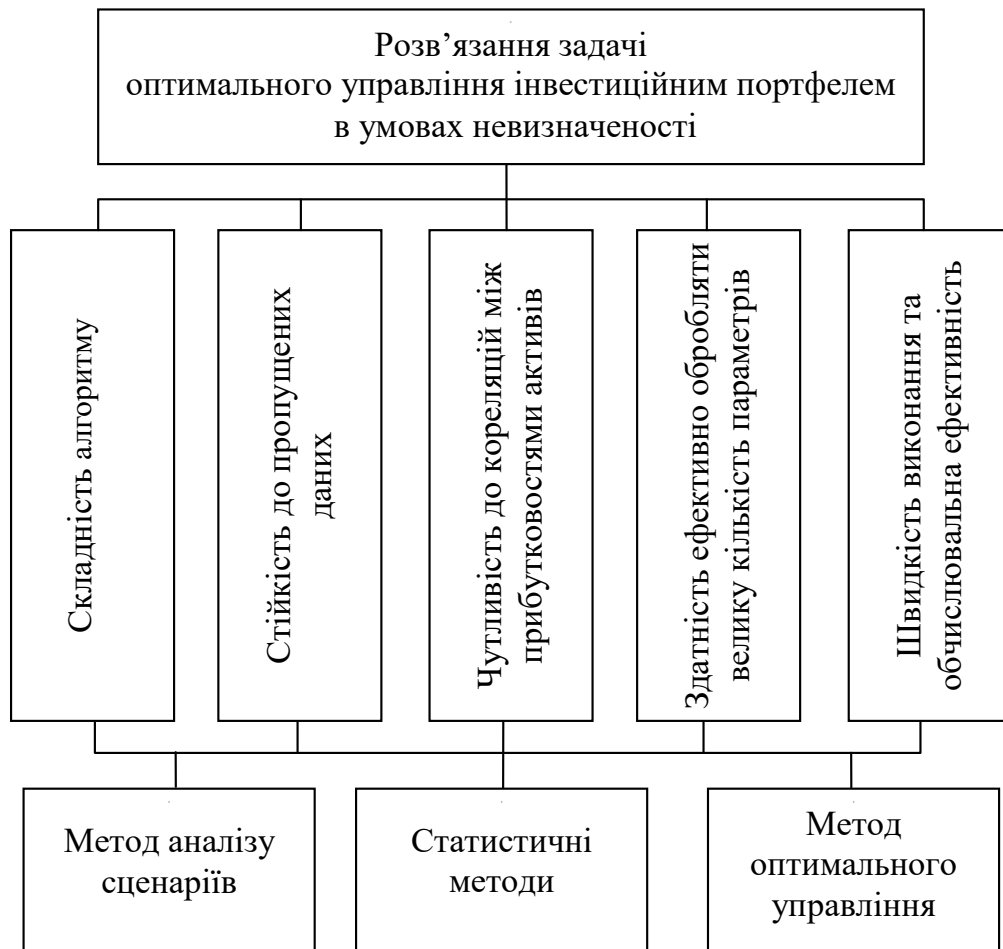 Розв’язання задачі
оптимального управління інвестиційним портфелем
в умовах невизначеності
Складність алгоритму
Стійкість до пропущених
даних
Чутливість до кореляцій між
прибутковостями активів
Здатність ефективно обробляти
велику кількість параметрів
Швидкість виконання та
обчислювальна ефективність
Метод аналізу
сценаріїв
Статистичні
методи
Метод
оптимального
управління